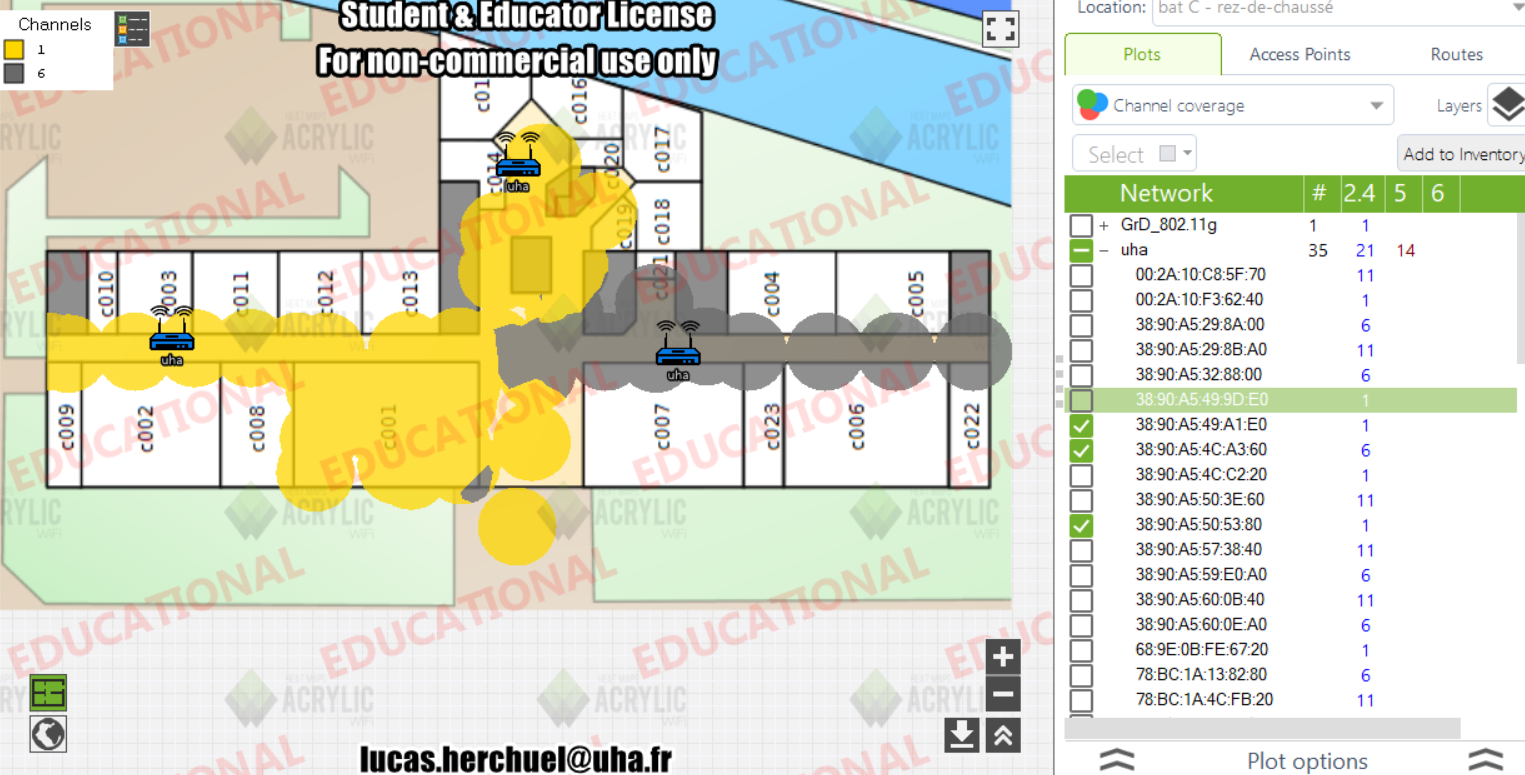 Channels
1
6
Student & Educator License
For non-commercial use only
c01
c016
c014
c020
c017
c019
c018
uha
c010
c003
c011
c012
c013
c021
c004
c005
uha
uha
c009
c002
c008
c001
c007
c023
c006
c022
EDUCATIONAL
HEAT MAPS
ACRYLIC
WiFi
lucas.herchuel@uha.fr
Location: bat C - rez-de-chaussé
Plots Access Points Routes
Channel coverage Layers
Select Add to Inventory
Network # 2.4 5 6
+ GrD_802.11g 1 1
− uha 35 21 14
00:2A:10:C8:5F:70 11
00:2A:10:F3:62:40 1
38:90:A5:29:8A:00 6
38:90:A5:29:8B:A0 11
38:90:A5:32:88:00 6
38:90:A5:49:9D:E0 1
38:90:A5:49:A1:E0 1
38:90:A5:4C:A3:60 6
38:90:A5:4C:C2:20 1
38:90:A5:50:3E:60 11
38:90:A5:50:53:80 1
38:90:A5:57:38:40 11
38:90:A5:59:E0:A0 6
38:90:A5:60:0B:40 11
38:90:A5:60:0E:A0 6
68:9E:0B:FE:67:20 1
78:BC:1A:13:82:80 6
78:BC:1A:4C:FB:20 11
Plot options